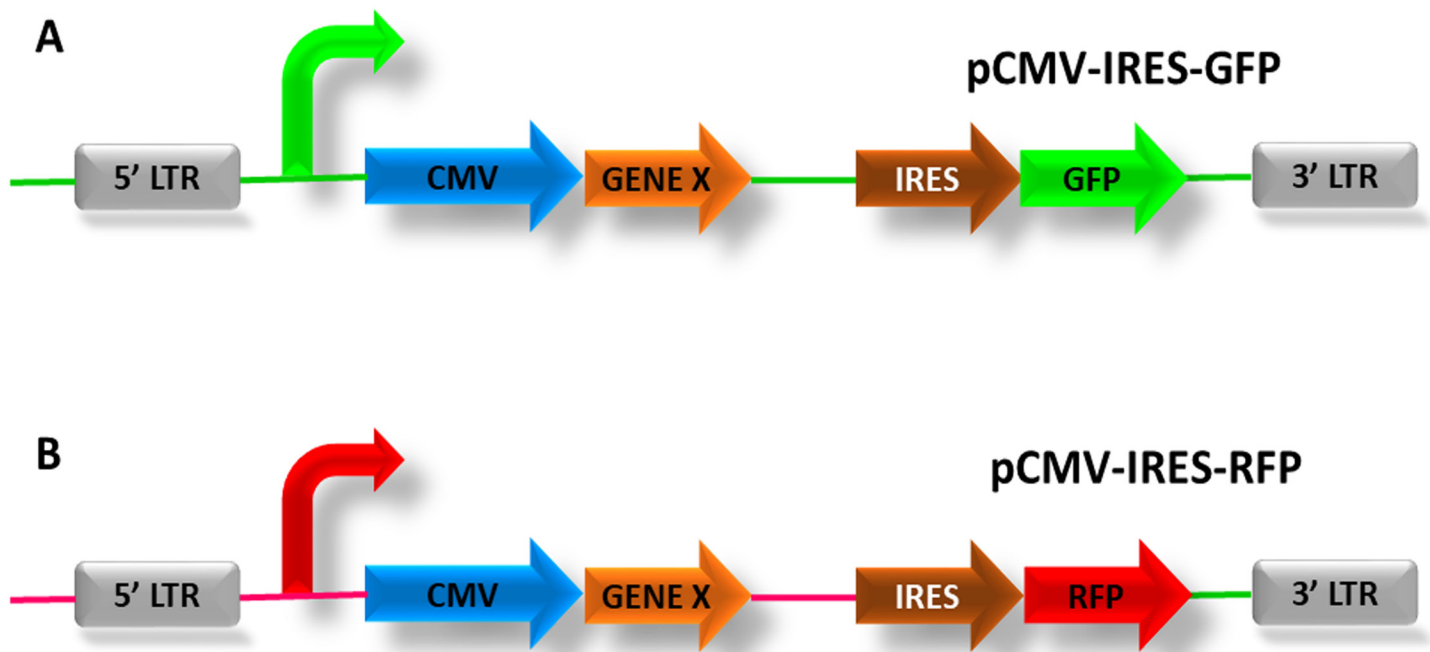 A
pCMV-IRES-GFP
5' LTR CMV GENE X IRES GFP 3' LTR
B
pCMV-IRES-RFP
5' LTR CMV GENE X IRES RFP 3' LTR